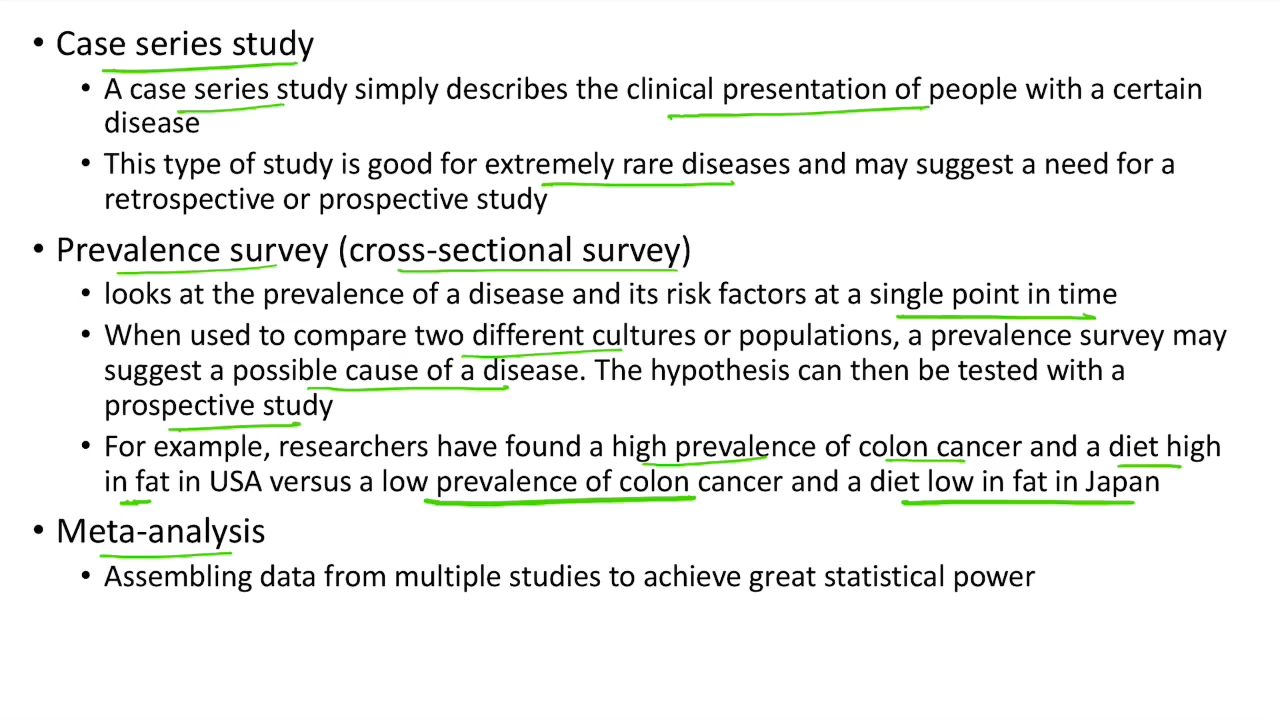 • Case series study
• A case series study simply describes the clinical presentation of people with a certain
disease
• This type of study is good for extremely rare diseases and may suggest a need for a
retrospective or prospective study
• Prevalence survey (cross-sectional survey)
• looks at the prevalence of a disease and its risk factors at a single point in time
• When used to compare two different cultures or populations, a prevalence survey may
suggest a possible cause of a disease. The hypothesis can then be tested with a
prospective study
• For example, researchers have found a high prevalence of colon cancer and a diet high
in fat in USA versus a low prevalence of colon cancer and a diet low in fat in Japan
• Meta-analysis
• Assembling data from multiple studies to achieve great statistical power